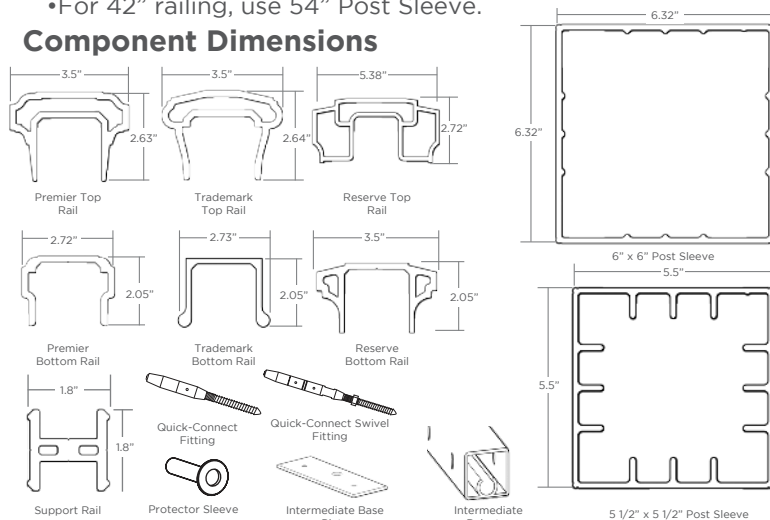 •For 42” railing, use 54” Post Sleeve.
Component Dimensions
3.5”
3.5”
5.38”
6.32”
2.63”
2.64”
2.72”
6.32”
Premier Top
Rail
Trademark
Top Rail
Reserve Top
Rail
2.72”
2.73”
3.5”
2.05”
2.05”
2.05”
6” x 6” Post Sleeve
5.5”
Premier
Bottom Rail
Trademark
Bottom Rail
Reserve
Bottom Rail
5.5”
1.8”
1.8”
Quick-Connect
Fitting
Quick-Connect Swivel
Fitting
Support Rail
Protector Sleeve
Intermediate Base
Intermediate
5 1/2” x 5 1/2” Post Sleeve